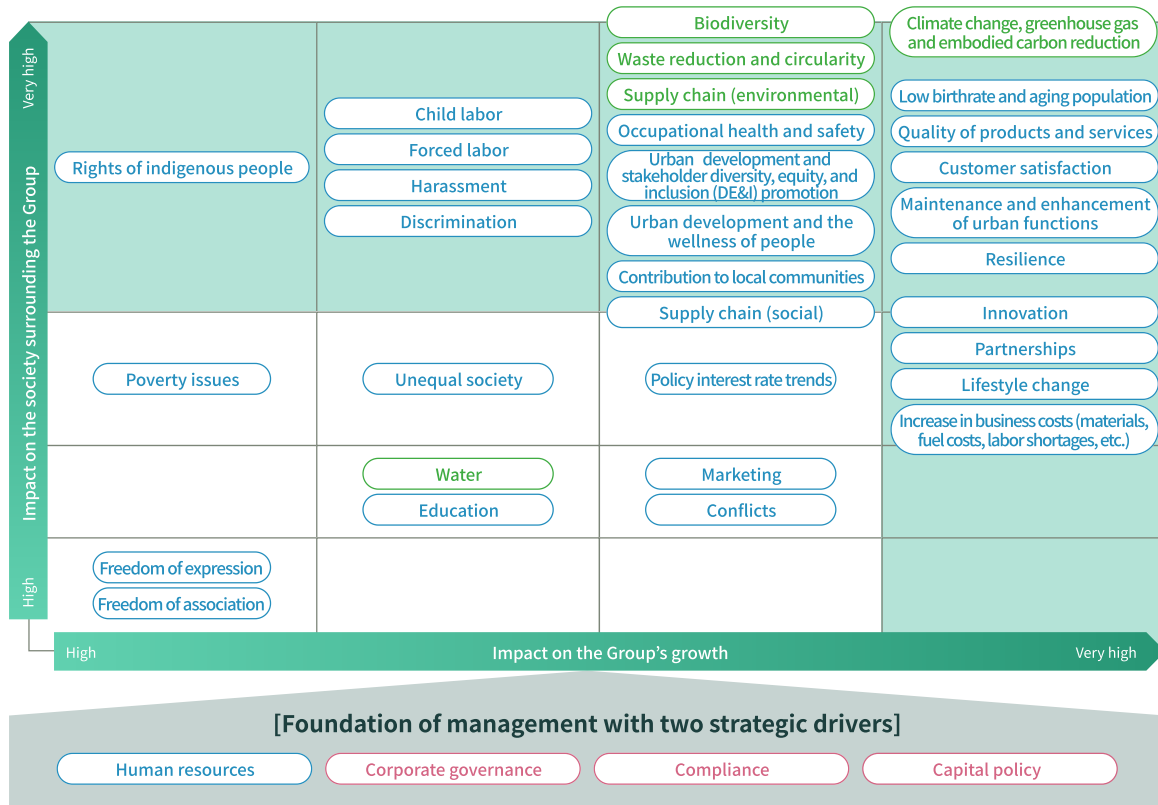 Very high
Impact on the society surrounding the Group
High
Rights of indigenous people
Child labor
Forced labor
Harassment
Discrimination
Biodiversity
Waste reduction and circularity
Supply chain (environmental)
Occupational health and safety
Urban development and
stakeholder diversity, equity, and
inclusion (DE&I) promotion
Urban development and the
wellness of people
Contribution to local communities
Supply chain (social)
Climate change, greenhouse gas
and embodied carbon reduction
Low birthrate and aging population
Quality of products and services
Customer satisfaction
Maintenance and enhancement
of urban functions
Resilience
Innovation
Partnerships
Lifestyle change
Increase in business costs (materials,
fuel costs, labor shortages, etc.)
Poverty issues
Unequal society
Policy interest rate trends
Water
Education
Marketing
Conflicts
Freedom of expression
Freedom of association
High
Impact on the Group’s growth
Very high
[Foundation of management with two strategic drivers]
Human resources
Corporate governance
Compliance
Capital policy